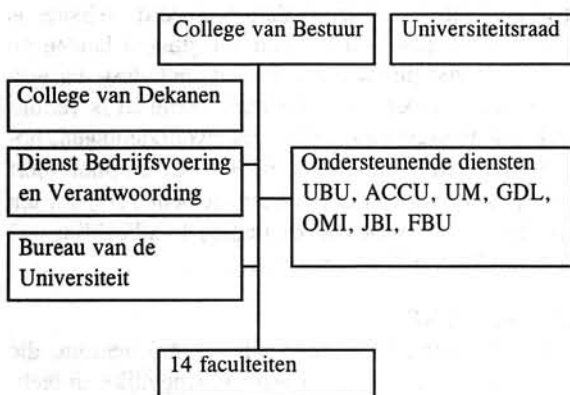 College van Bestuur
Universiteitsraad
College van Dekanen
Dienst Bedrijfsvoering
en Verantwoording
Ondersteunende diensten
UBU, ACCU, UM, GDL,
OMI, JBI, FBU
Bureau van de
Universiteit
14 faculteiten